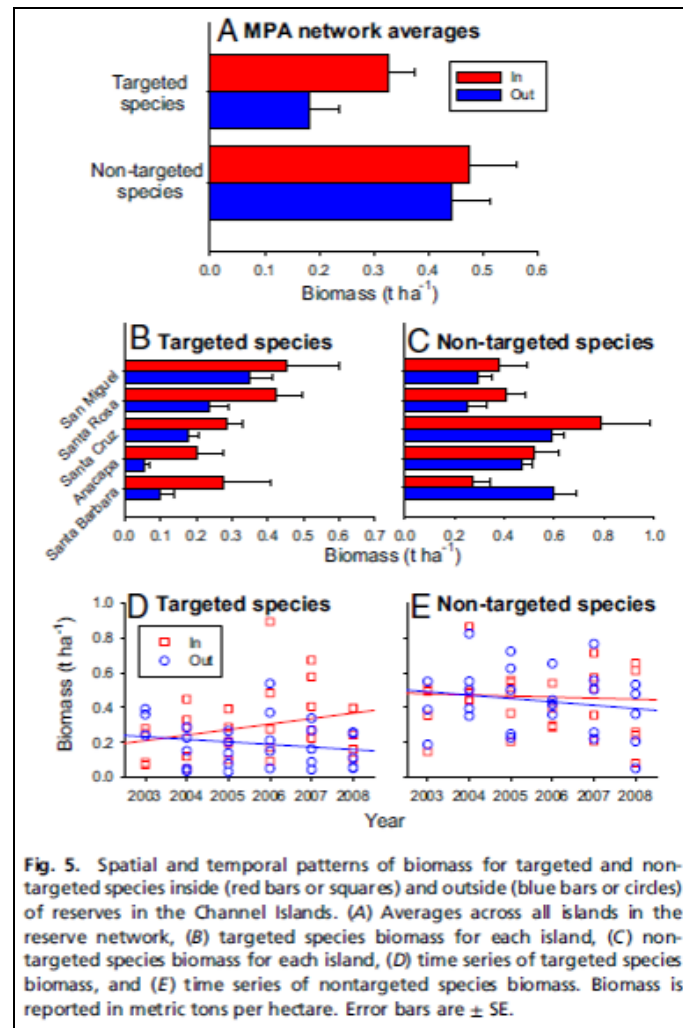 A MPA network averages
Targeted
species
Non-targeted
species
In
Out
0.0 0.1 0.2 0.3 0.4 0.5 0.6
Biomass (t ha-1)
B Targeted species
C Non-targeted species
San Miguel
Santa Rosa
Santa Cruz
Anacapa
Santa Barbara
0.0 0.1 0.2 0.3 0.4 0.5 0.6 0.7
0.0 0.2 0.4 0.6 0.8 1.0
Biomass (t ha-1)
D Targeted species
E Non-targeted species
In
Out
1.0
0.8
0.6
0.4
0.2
0.0
Biomass (t ha-1)
2003 2004 2005 2006 2007 2008
2003 2004 2005 2006 2007 2008
Year
Fig. 5. Spatial and temporal patterns of biomass for targeted and non-
targeted species inside (red bars or squares) and outside (blue bars or circles)
of reserves in the Channel Islands. (A) Averages across all islands in the
reserve network, (B) targeted species biomass for each island, (C) non-
targeted species biomass for each island, (D) time series of targeted species
biomass, and (E) time series of nontargeted species biomass. Biomass is
reported in metric tons per hectare. Error bars are ± SE.